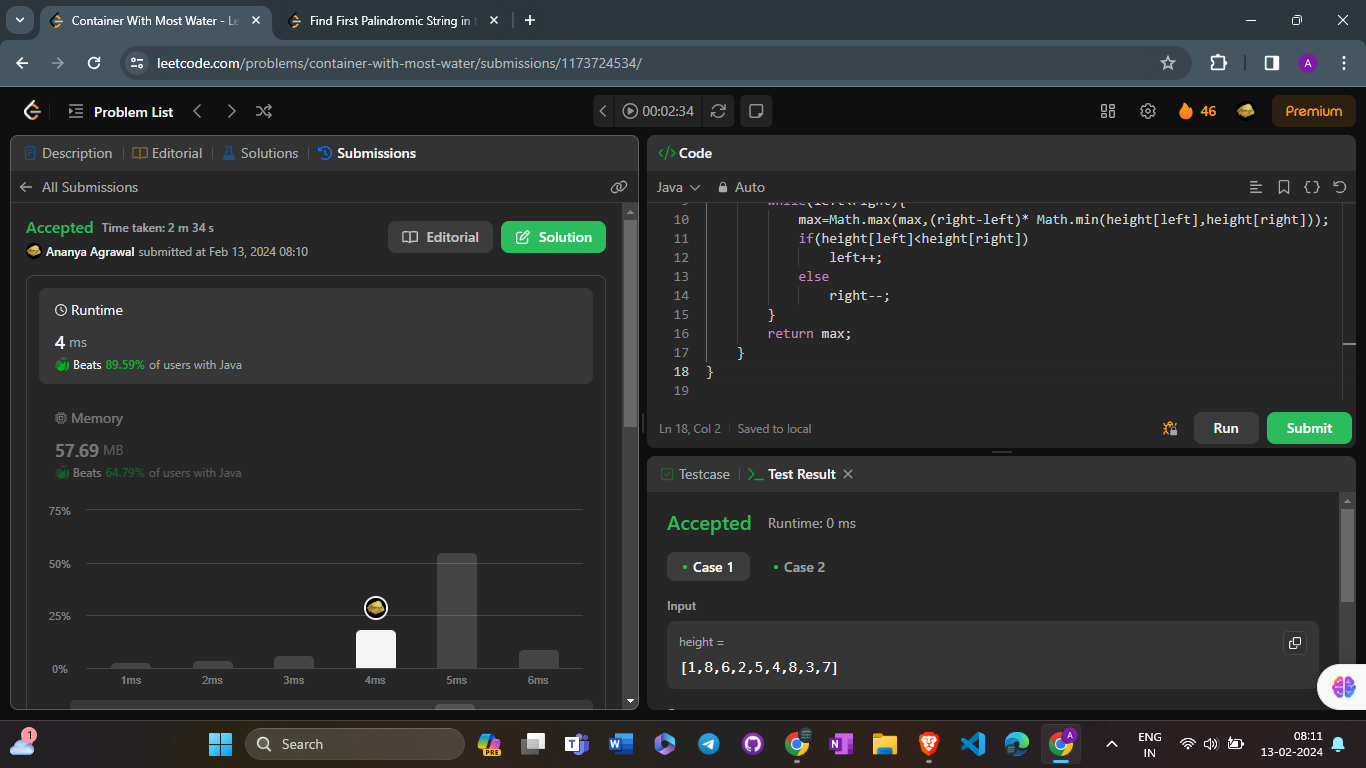 Container With Most Water - Le
Find First Palindromic String in t
leetcode.com/problems/container-with-most-water/submissions/1173724534/
A
Problem List
00:02:34
46
Premium
Description
Editorial
Solutions
Submissions
All Submissions
Accepted Time taken: 2 m 34 s
Ananya Agrawal submitted at Feb 13, 2024 08:10
Editorial
Solution
Runtime
4 ms
Beats 89.59% of users with Java
Memory
57.69 MB
Beats 64.79% of users with Java
75%
50%
25%
0%
1ms 2ms 3ms 4ms 5ms 6ms
</> Code
Java
Auto
9 while(left<right){
10 max=Math.max(max,(right-left)* Math.min(height[left],height[right]));
11 if(height[left]<height[right])
12 left++;
13 else
14 right--;
15 }
16 return max;
17 }
18 }
19
Ln 18, Col 2 Saved to local
Run
Submit
Testcase
Test Result
Accepted Runtime: 0 ms
Case 1
Case 2
Input
height =
[1,8,6,2,5,4,8,3,7]
1
Search
PRE
A
ENG
IN
08:11
13-02-2024